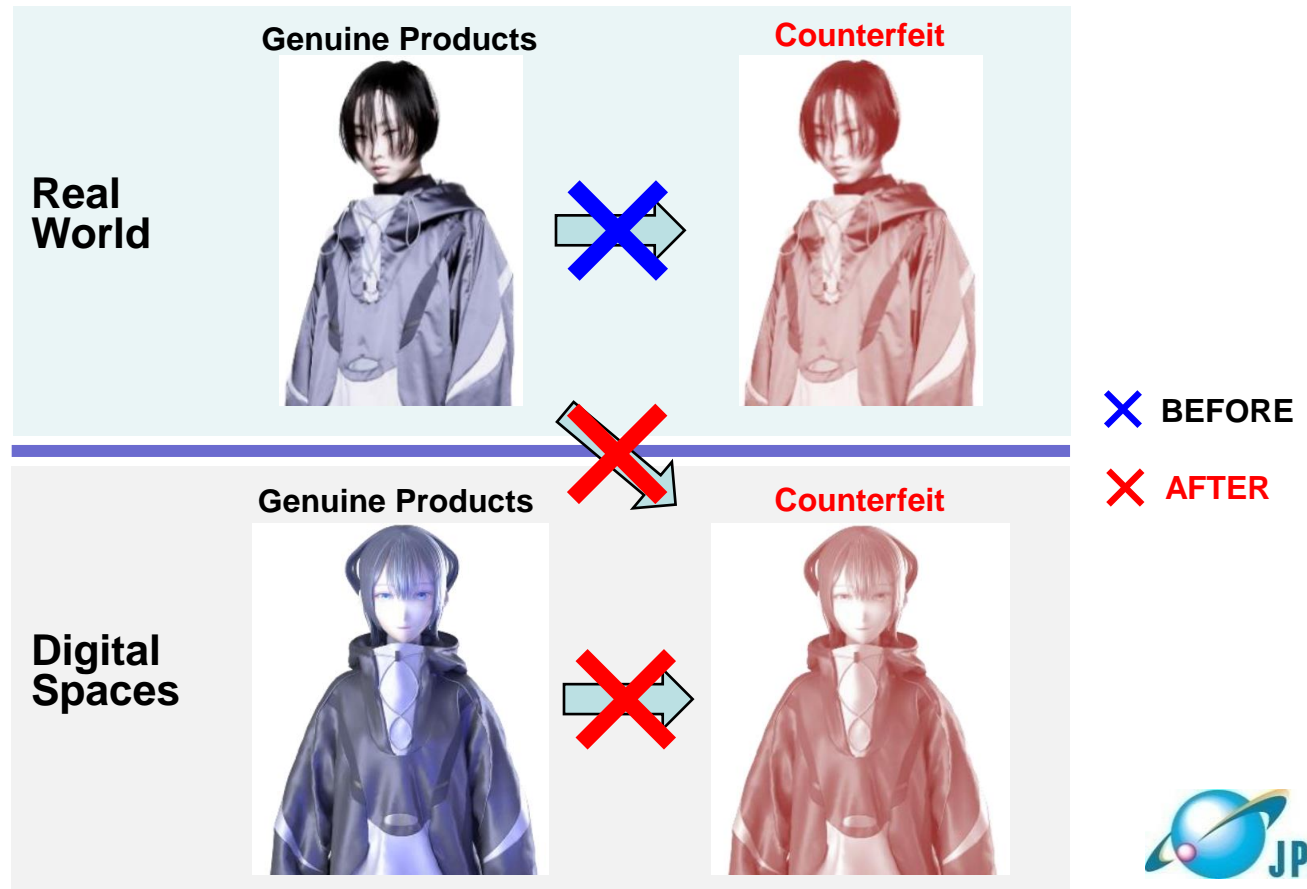 Genuine Products
Counterfeit
Real
World
BEFORE
AFTER
Genuine Products
Counterfeit
Digital
Spaces
JP